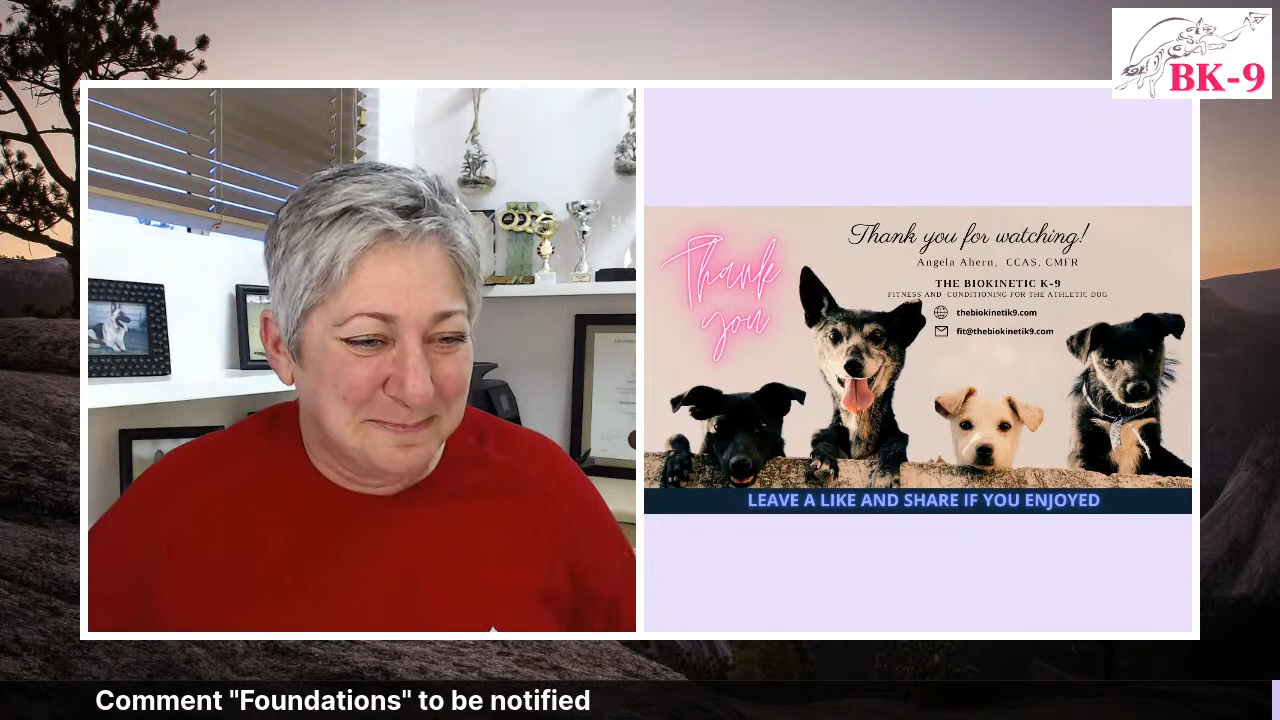 BK-9
Thank
you
Thank you for watching!
Angela Ahern, CCAS, CMFR
THE BIOKINETIC K-9
FITNESS AND CONDITIONING FOR THE ATHLETIC DOG
thebiokinetik9.com
fit@thebiokinetik9.com
LEAVE A LIKE AND SHARE IF YOU ENJOYED
Comment "Foundations" to be notified